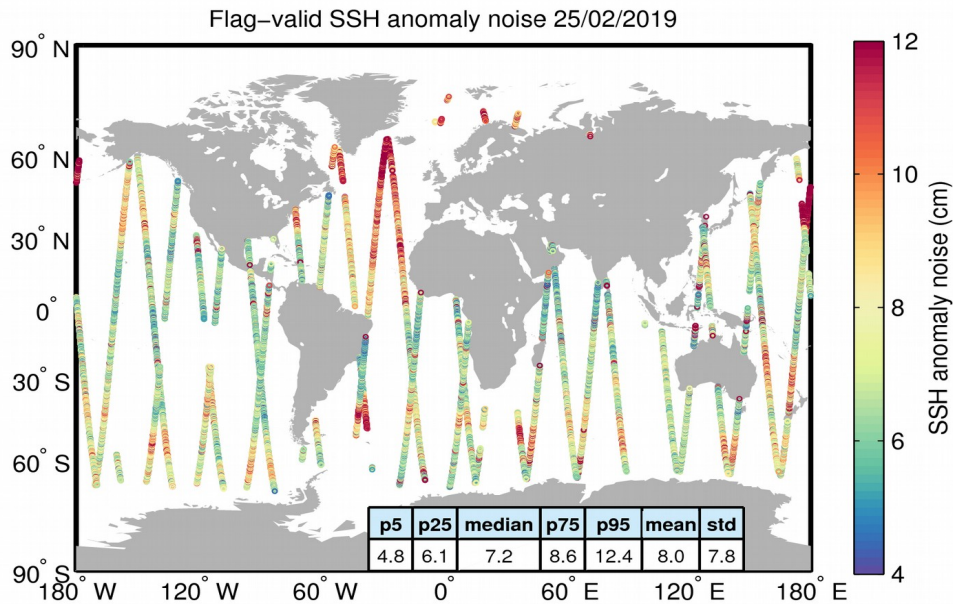 Flag−valid SSH anomaly noise 25/02/2019
90° N
60° N
30° N
0°
30° S
60° S
90° S
180° W
120° W
60° W
0°
60° E
120° E
180° E
p5 p25 median p75 p95 mean std
4.8 6.1 7.2 8.6 12.4 8.0 7.8
12
10
8
6
4
SSH anomaly noise (cm)